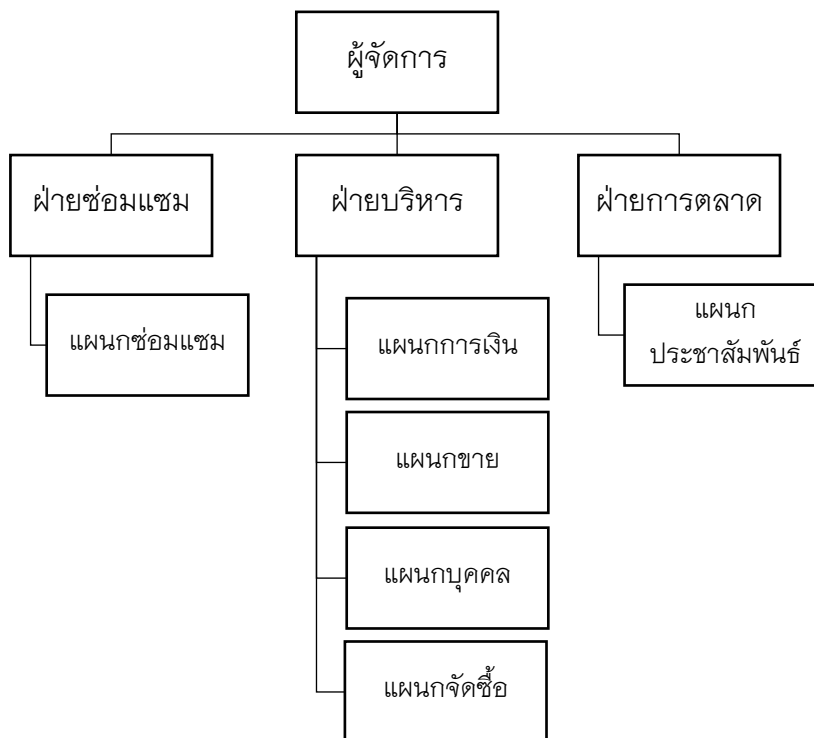 ผู้จัดการ
ฝ่ายซ่อมแซม
ฝ่ายบริหาร
ฝ่ายการตลาด
แผนกซ่อมแซม
แผนกการเงิน
แผนกขาย
แผนกบุคคล
แผนกจัดซื้อ
แผนก
ประชาสัมพันธ์